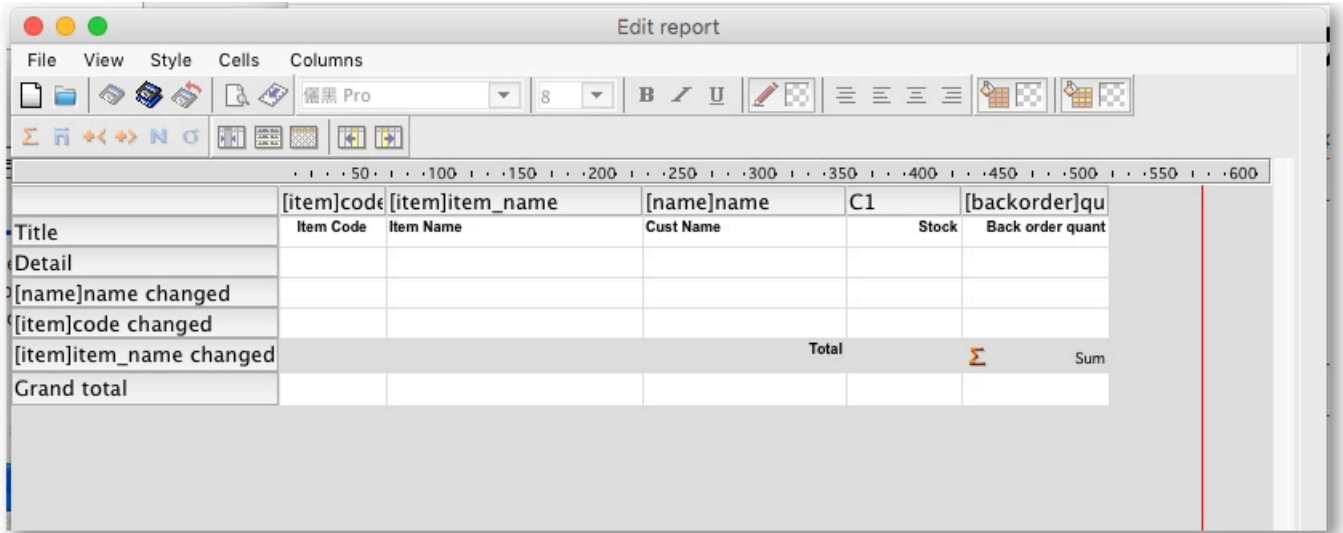 Edit report
File View Style Cells Columns
儷黑 Pro 8 B I U
Σ n N σ
50 100 150 200 250 300 350 400 450 500 550 600
[item]code [item]item_name [name]name C1 [backorder]qu
Title Item Code Item Name Cust Name Stock Back order quant
Detail
[name]name changed
[item]code changed
[item]item_name changed Total Σ Sum
Grand total